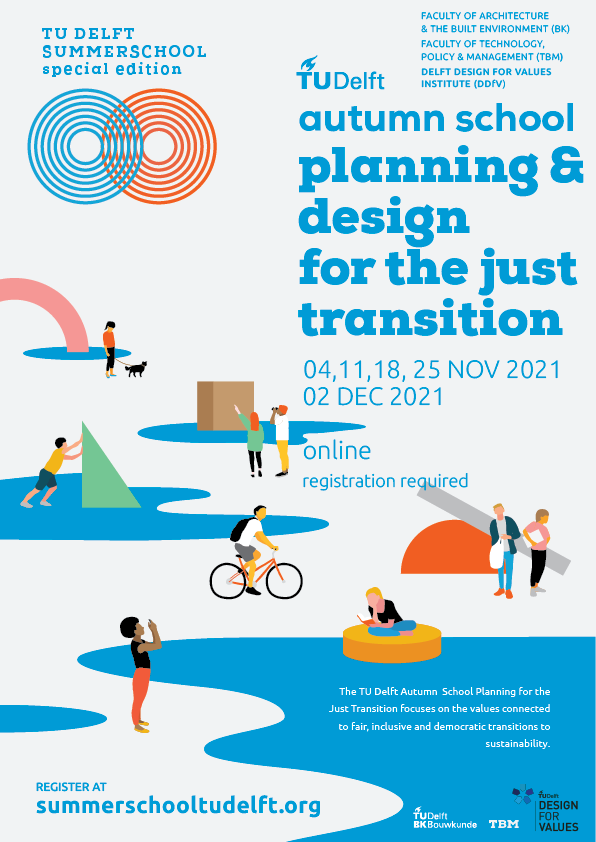 TU DELFT
SUMMERSCHOOL
special edition
FACULTY OF ARCHITECTURE
& THE BUILT ENVIRONMENT (BK)
FACULTY OF TECHNOLOGY,
POLICY & MANAGEMENT (TBM)
DELFT DESIGN FOR VALUES
INSTITUTE (DDfV)
TUDelft
autumn school
planning &
design
for the just
transition
04,11,18, 25 NOV 2021
02 DEC 2021
online
registration required
The TU Delft Autumn School Planning for the
Just Transition focuses on the values connected
to fair, inclusive and democratic transitions to
sustainability.
REGISTER AT
summerschooltudelft.org
TUDelft
BKBouwkunde
TBM
TUDelft
DESIGN
FOR
VALUES